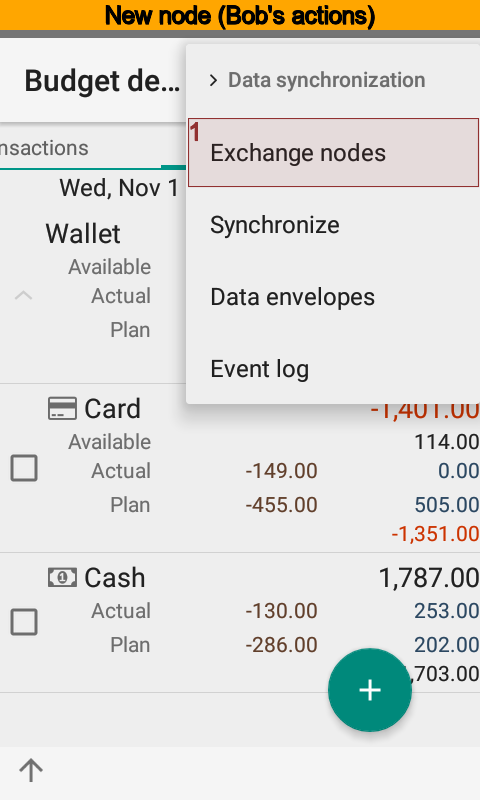 New node (Bob's actions)
Budget de...
Data synchronization
nsactions
1
Exchange nodes
Wed, Nov 1
Synchronize
Wallet
Available
Actual
Data envelopes
Plan
Event log
Card -1,401.00
Available 114.00
Actual -149.00 0.00
Plan -455.00 505.00
-1,351.00
Cash 1,787.00
Actual -130.00 253.00
Plan -286.00 202.00
,703.00